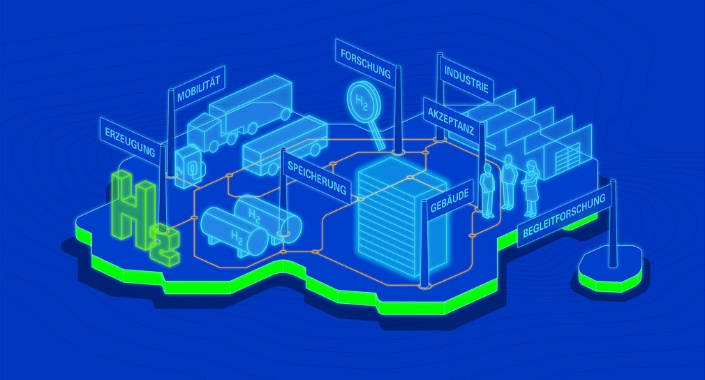 FORSCHUNG
INDUSTRIE
MOBILITÄT
H2
AKZEPTANZ
ERZEUGUNG
SPEICHERUNG
GEBÄUDE
H2
H2
H2
BEGLEITFORSCHUNG